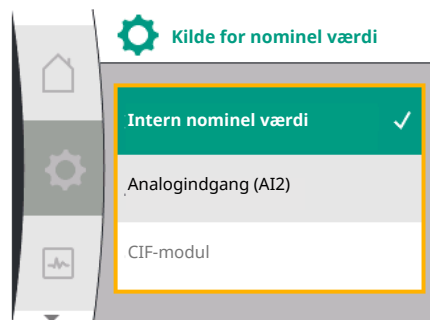 Kilde for nominel værdi
Intern nominel værdi
Analogindgang (AI2)
CIF-modul